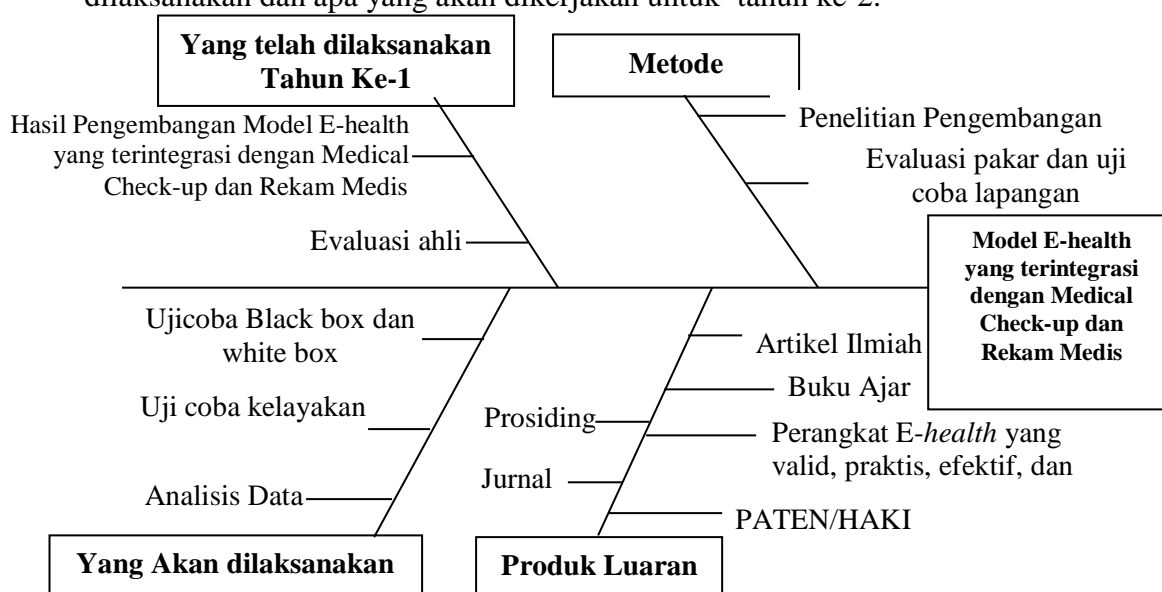 dilaksanakan dan apa yang akan dikerjakan untuk tahun ke-2.
Yang telah dilaksanakan
Tahun Ke-1
Metode
Hasil Pengembangan Model E-health
yang terintegrasi dengan Medical
Check-up dan Rekam Medis
Evaluasi ahli
Penelitian Pengembangan
Evaluasi pakar dan uji
coba lapangan
Model E-health
yang terintegrasi
dengan Medical
Check-up dan
Rekam Medis
Ujicoba Black box dan
white box
Uji coba kelayakan
Analisis Data
Yang Akan dilaksanakan
Artikel Ilmiah
Buku Ajar
Prosiding
Perangkat E-health yang
valid, praktis, efektif, dan
Jurnal
PATEN/HAKI
Produk Luaran